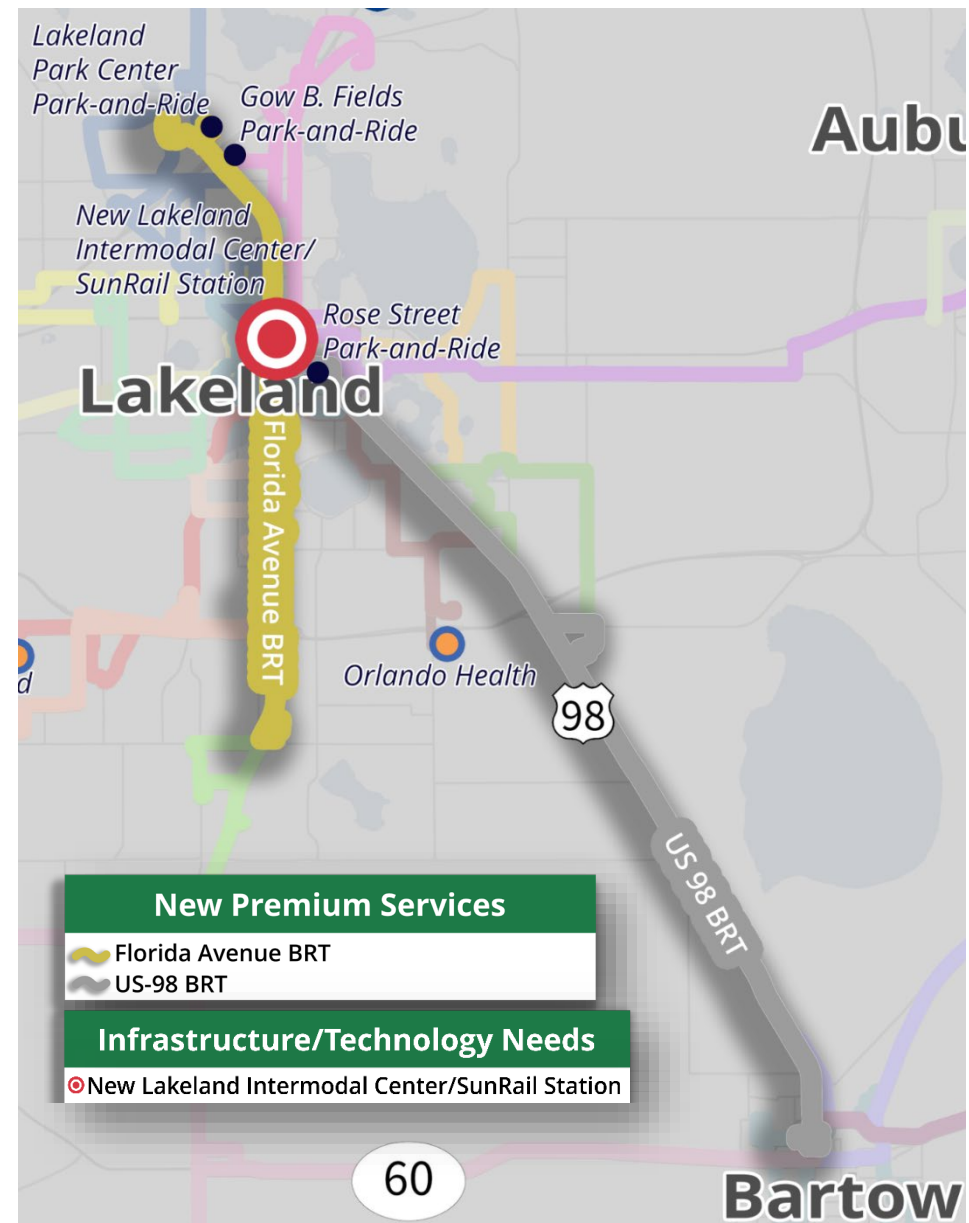 Lakeland
Park Center
Park-and-Ride
Gow B. Fields
Park-and-Ride
Aubu
New Lakeland
Intermodal Center/
SunRail Station
Rose Street
Park-and-Ride
Lakeland
Florida Avenue BRT
d
Orlando Health
98
US 98 BRT
New Premium Services
Florida Avenue BRT
US-98 BRT
Infrastructure/Technology Needs
New Lakeland Intermodal Center/SunRail Station
60
Bartow